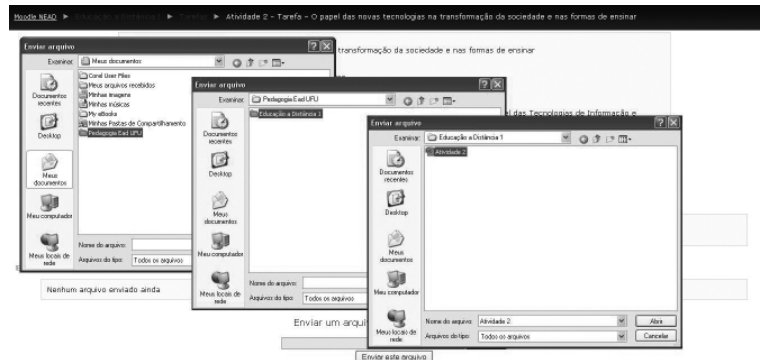 Moodle NEAD ► Educação a Distância I ► Tarefas ► Atividade 2 - Tarefa - O papel das novas tecnologias na transformação da sociedade e nas formas de ensinar
transformação da sociedade e nas formas de ensinar
el das Tecnologias de Informação e
Enviar arquivo
Examinar:
Meus documentos
Documentos recentes
Desktop
Meus documentos
Meu computador
Meus locais de rede
Corel User Files
Meus arquivos recebidos
Minhas imagens
Minhas músicas
My eBooks
Minhas Pastas de Compartilhamento
Pedagogia Ead UFU
Nome do arquivo:
Arquivos do tipo:
Todos os arquivos
Enviar arquivo
Examinar:
Pedagogia Ead UFU
Documentos recentes
Desktop
Meus documentos
Meu computador
Meus locais de rede
Educação a Distância 1
Nome do arquivo:
Arquivos do tipo:
Todos os arquivos
Enviar arquivo
Examinar:
Educação a Distância 1
Documentos recentes
Desktop
Meus documentos
Meu computador
Meus locais de rede
Atividade 2
Nome do arquivo:
Atividade 2
Abrir
Arquivos do tipo:
Todos os arquivos
Cancelar
Nenhum arquivo enviado ainda
Enviar um arqui
Enviar este arquivo